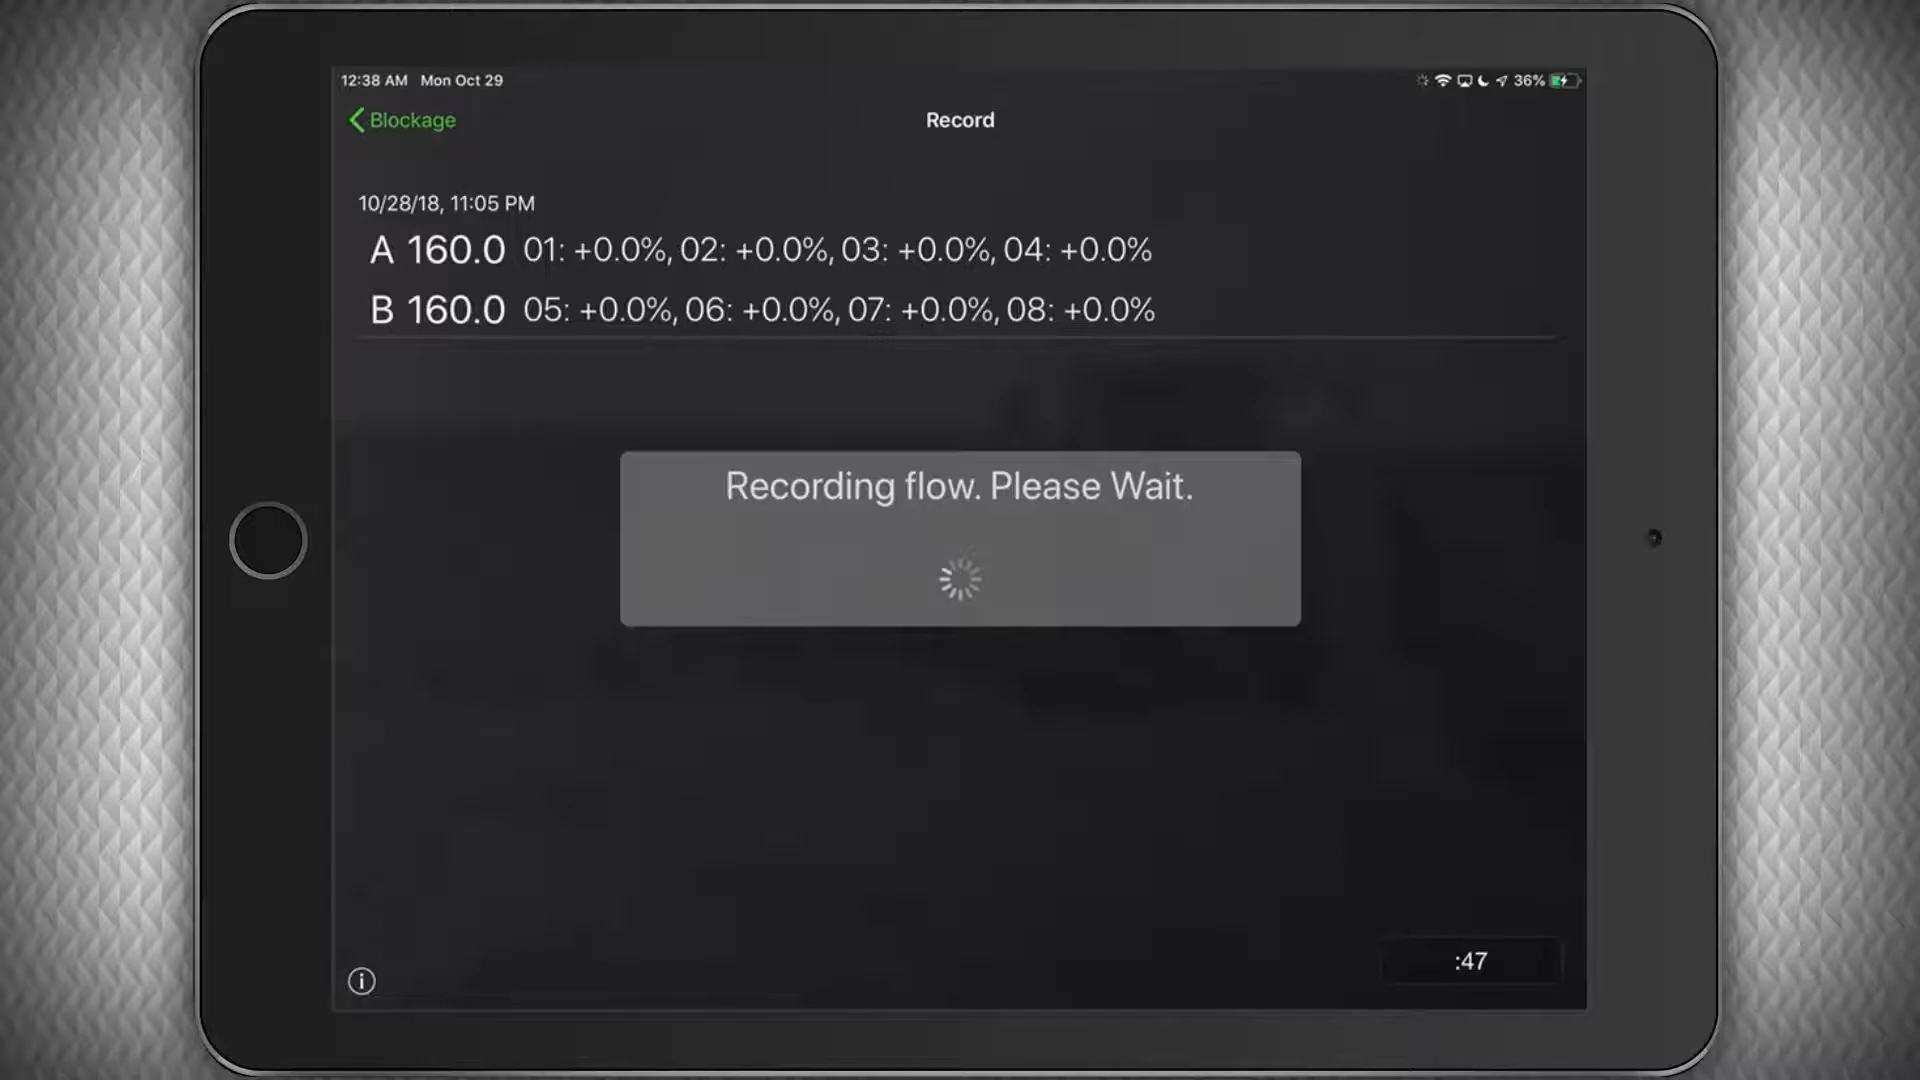 12:38 AM Mon Oct 29
36%
Blockage
Record
10/28/18, 11:05 PM
A 160.0 01: +0.0%, 02: +0.0%, 03: +0.0%, 04: +0.0%
B 160.0 05: +0.0%, 06: +0.0%, 07: +0.0%, 08: +0.0%
Recording flow. Please Wait.
:47